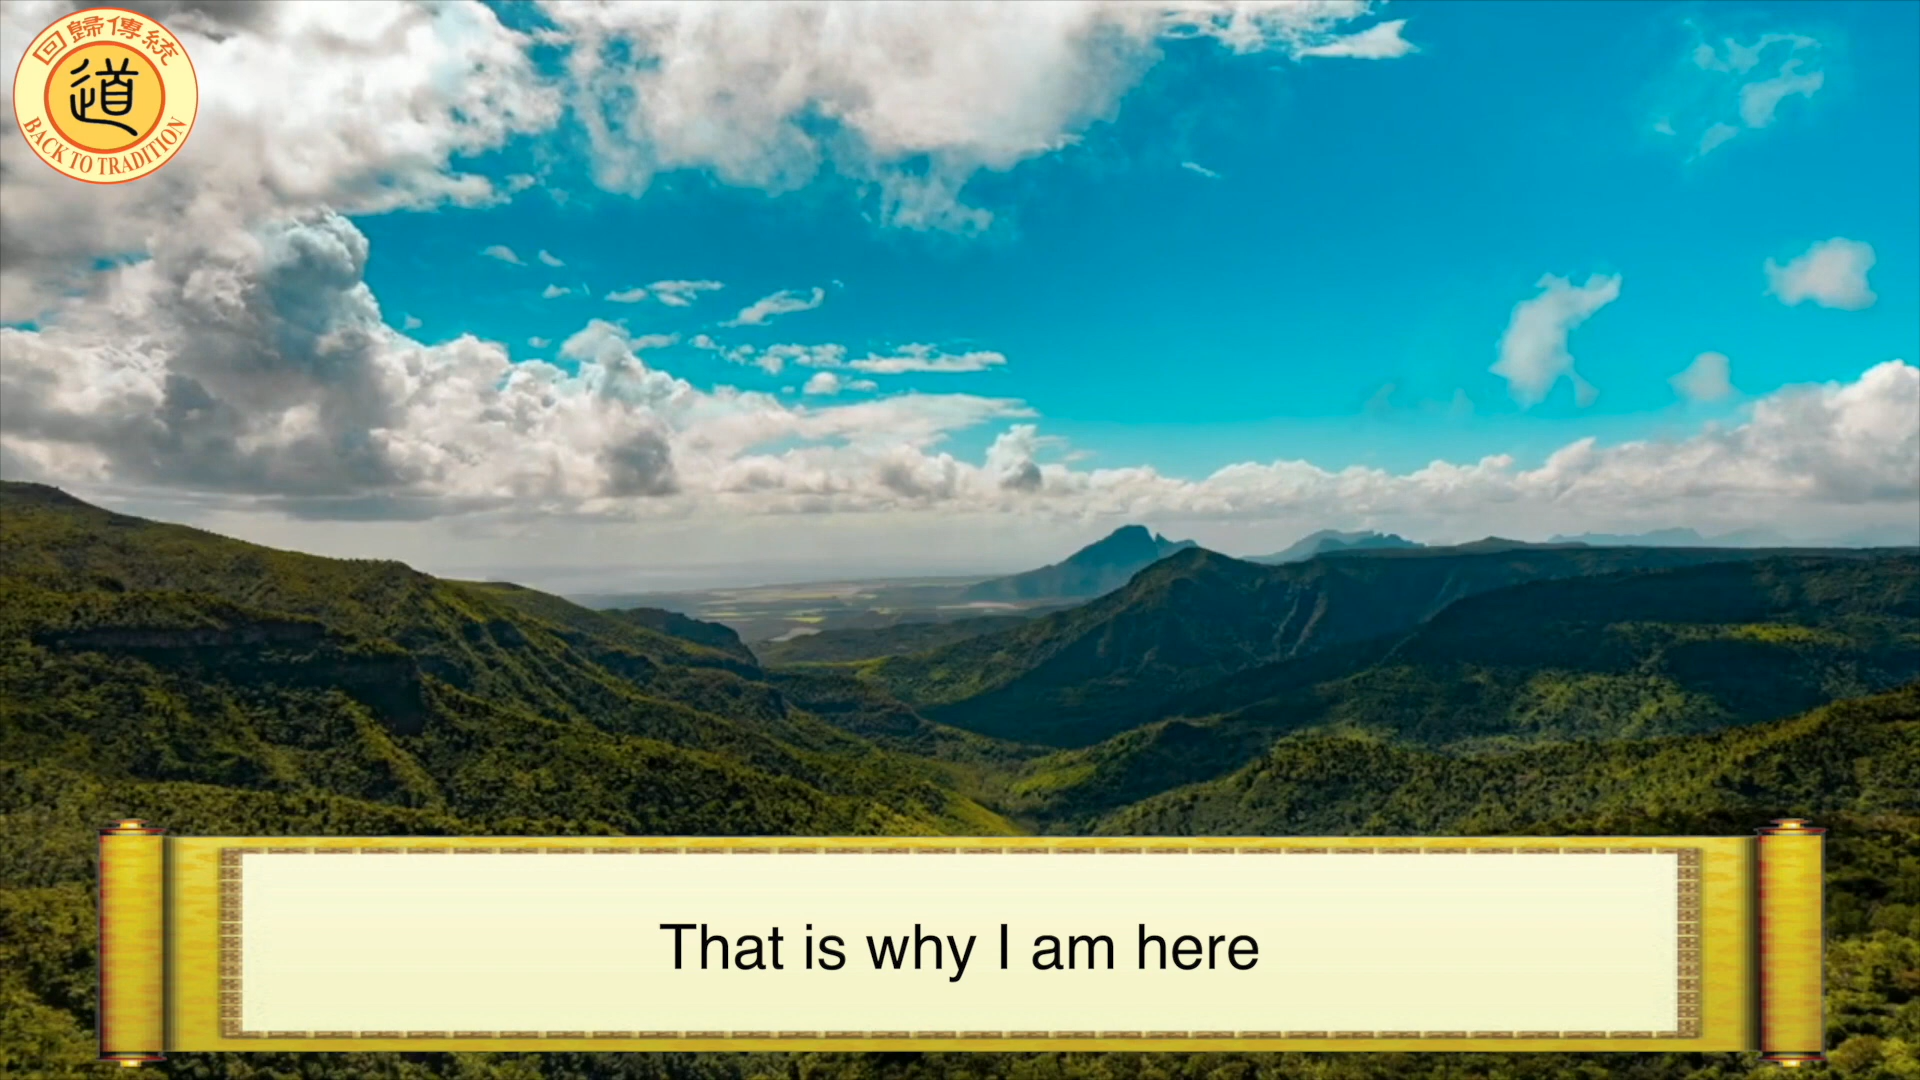 回歸傳統
道
BACK TO TRADITION
That is why I am here